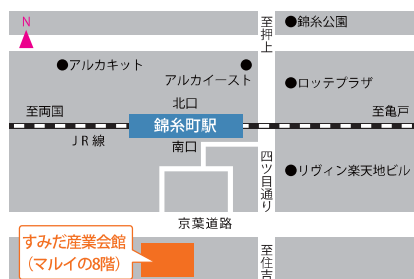 N
至押上
●錦糸公園
●アルカキット
アルカイースト
●
●ロッテプラザ
北口
至両国
錦糸町駅
至亀戸
JR線
南口
四ツ目通り
●リヴィン楽天地ビル
京葉道路
すみだ産業会館
(マルイの8階)
至住吉